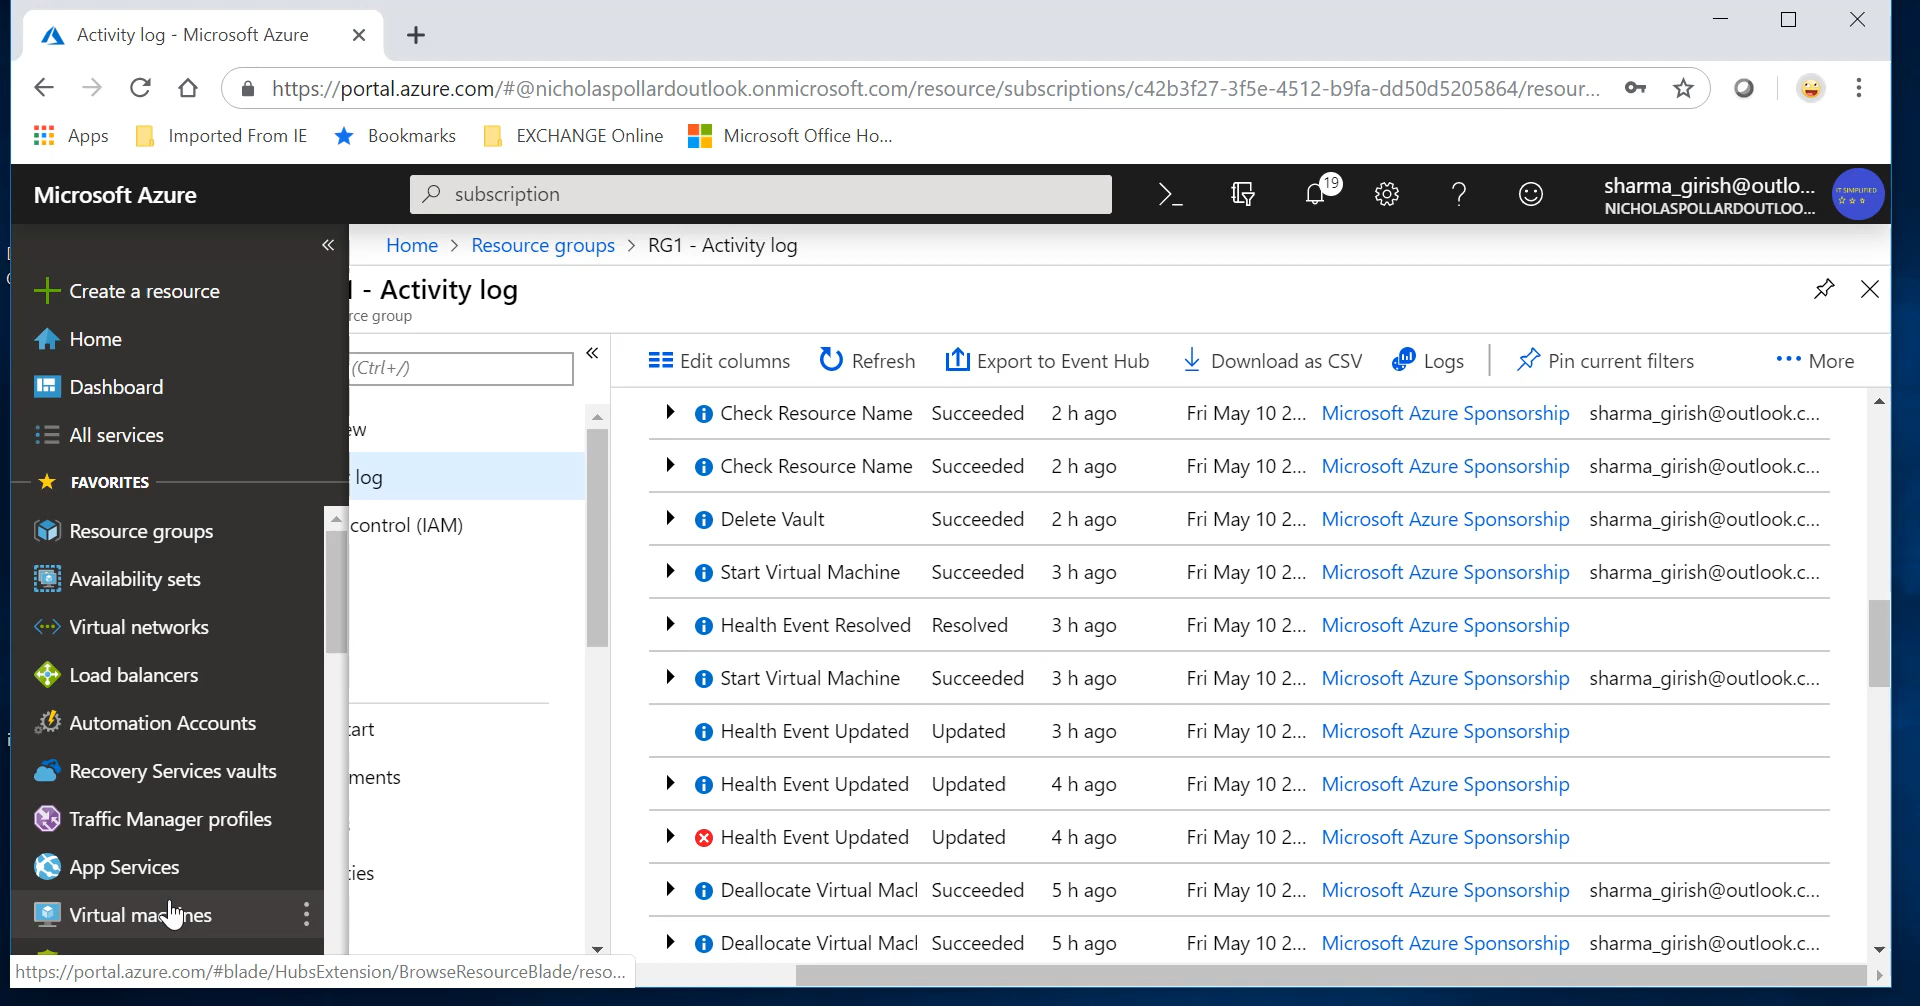 Activity log - Microsoft Azure
https://portal.azure.com/#@nicholaspollardoutlook.onmicrosoft.com/resource/subscriptions/c42b3f27-3f5e-4512-b9fa-dd50d5205864/resour...
Apps Imported From IE Bookmarks EXCHANGE Online Microsoft Office Ho...
Microsoft Azure subscription 19 sharma_girish@outlo...
NICHOLASPOLLARDOUTLOO...
IT SIMPLIFIED
Home > Resource groups > RG1 - Activity log
- Activity log
rce group
Create a resource
Home
Dashboard
All services
FAVORITES
Resource groups
Availability sets
Virtual networks
Load balancers
Automation Accounts
Recovery Services vaults
Traffic Manager profiles
App Services
Virtual machines
https://portal.azure.com/#blade/HubsExtension/BrowseResourceBlade/reso...
(Ctrl+/)
ew
log
control (IAM)
art
ments
ies
Edit columns Refresh Export to Event Hub Download as CSV Logs Pin current filters More
Check Resource Name Succeeded 2 h ago Fri May 10 2... Microsoft Azure Sponsorship sharma_girish@outlook.c...
Check Resource Name Succeeded 2 h ago Fri May 10 2... Microsoft Azure Sponsorship sharma_girish@outlook.c...
Delete Vault Succeeded 2 h ago Fri May 10 2... Microsoft Azure Sponsorship sharma_girish@outlook.c...
Start Virtual Machine Succeeded 3 h ago Fri May 10 2... Microsoft Azure Sponsorship sharma_girish@outlook.c...
Health Event Resolved Resolved 3 h ago Fri May 10 2... Microsoft Azure Sponsorship
Start Virtual Machine Succeeded 3 h ago Fri May 10 2... Microsoft Azure Sponsorship sharma_girish@outlook.c...
Health Event Updated Updated 3 h ago Fri May 10 2... Microsoft Azure Sponsorship
Health Event Updated Updated 4 h ago Fri May 10 2... Microsoft Azure Sponsorship
Health Event Updated Updated 4 h ago Fri May 10 2... Microsoft Azure Sponsorship
Deallocate Virtual Macl Succeeded 5 h ago Fri May 10 2... Microsoft Azure Sponsorship sharma_girish@outlook.c...
Deallocate Virtual Macl Succeeded 5 h ago Fri May 10 2... Microsoft Azure Sponsorship sharma_girish@outlook.c...